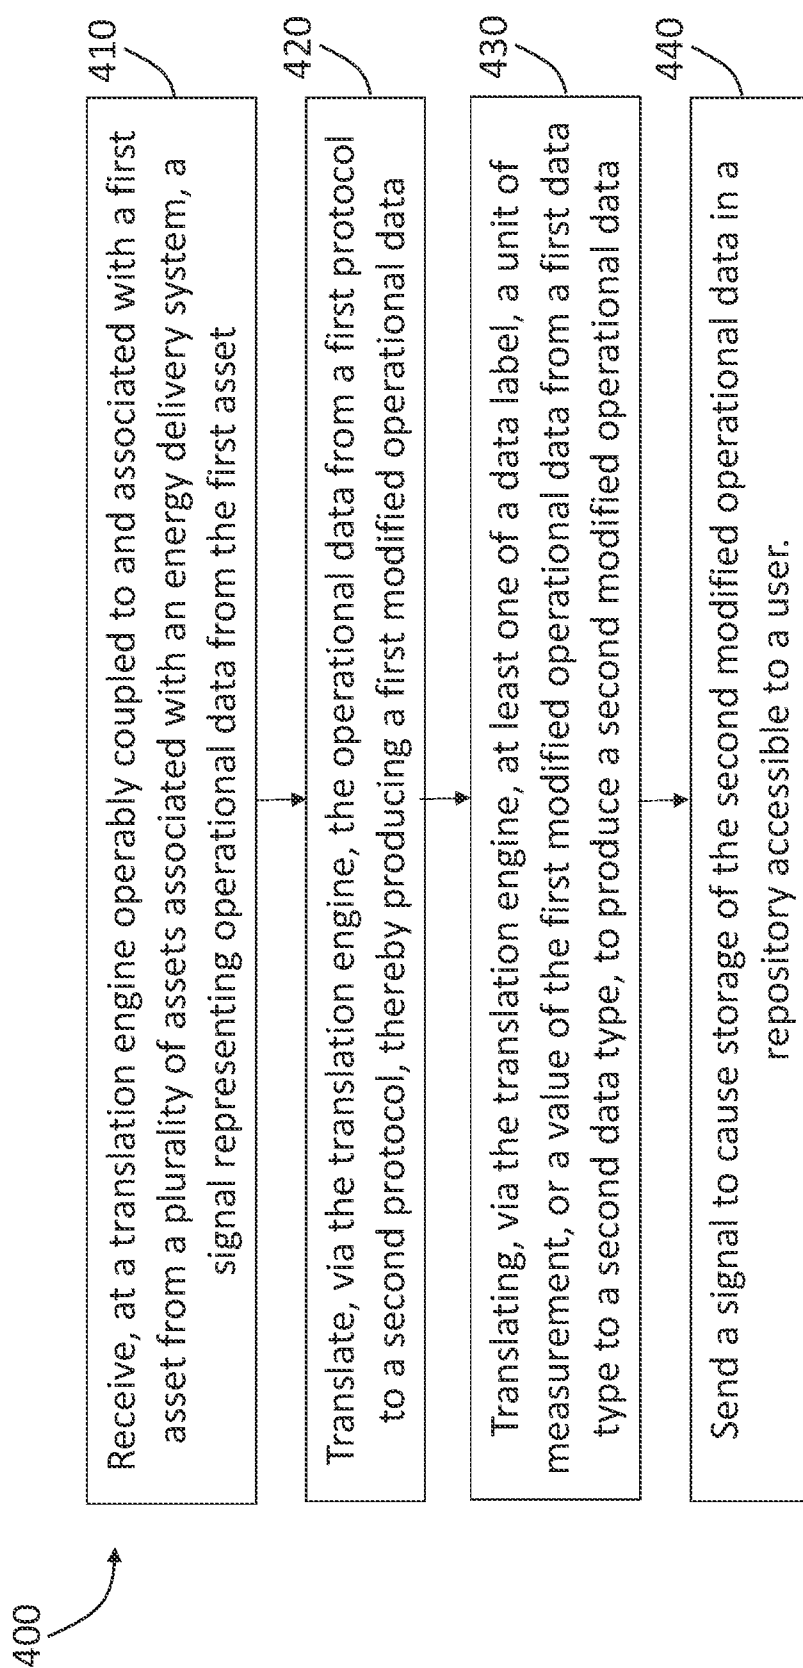 400
410
Receive, at a translation engine operably coupled to and associated with a first
asset from a plurality of assets associated with an energy delivery system, a
signal representing operational data from the first asset
420
Translate, via the translation engine, the operational data from a first protocol
to a second protocol, thereby producing a first modified operational data
430
Translating, via the translation engine, at least one of a data label, a unit of
measurement, or a value of the first modified operational data from a first data
type to a second data type, to produce a second modified operational data
440
Send a signal to cause storage of the second modified operational data in a
repository accessible to a user.